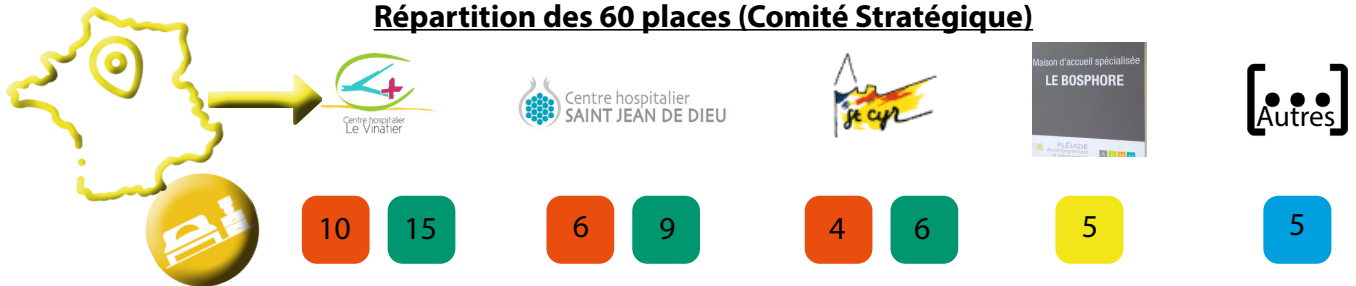 Répartition des 60 places (Comité Stratégique)
Centre hospitalier
Le Vinatier
Centre hospitalier
SAINT JEAN DE DIEU
st cyr
Maison d'accueil spécialisée
LE BOSPHORE
PLÉIADE
[...]
Autres
10
15
6
9
4
6
5
5